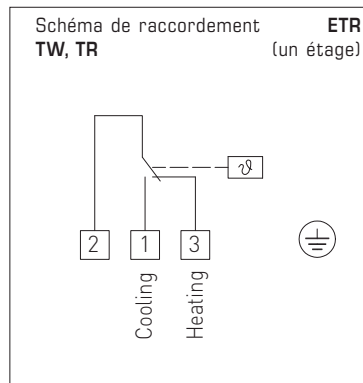 Schéma de raccordement ETR
TW, TR (un étage)
ϑ
2 1 3
Cooling
Heating